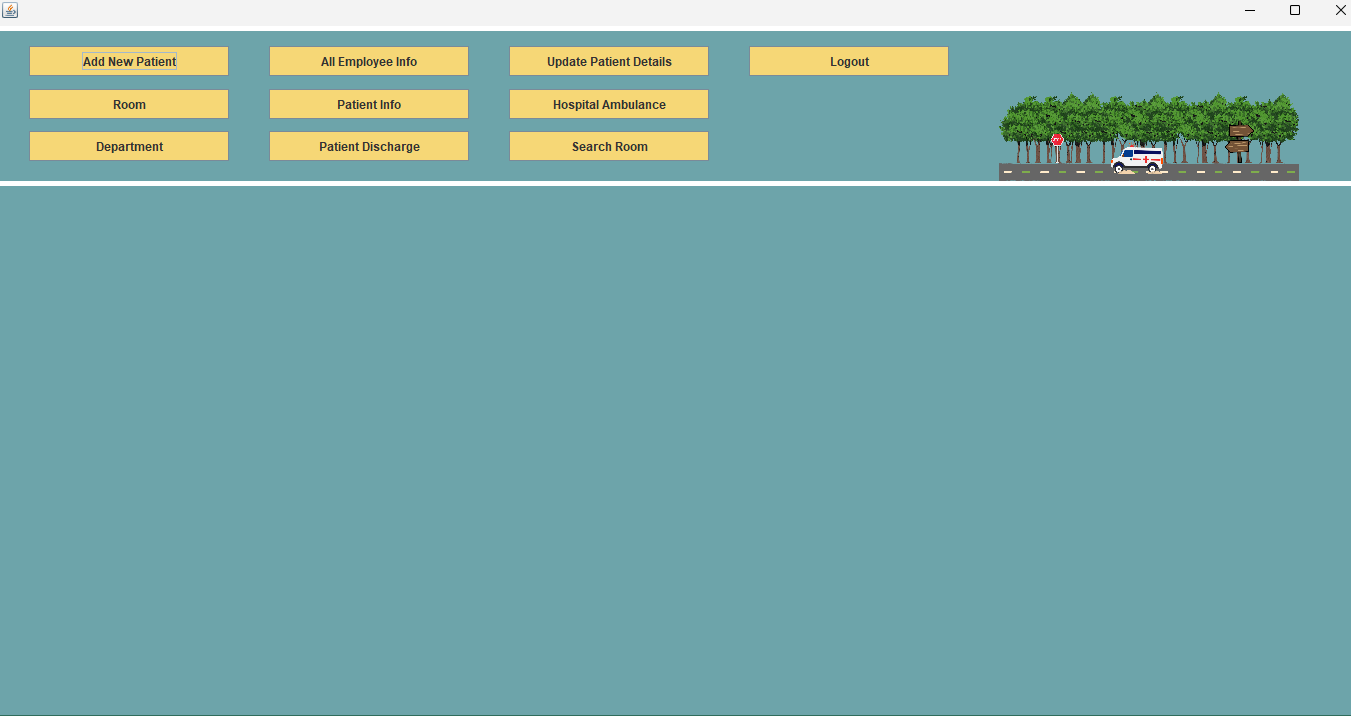 Add New Patient
All Employee Info
Update Patient Details
Logout
Room
Patient Info
Hospital Ambulance
Department
Patient Discharge
Search Room